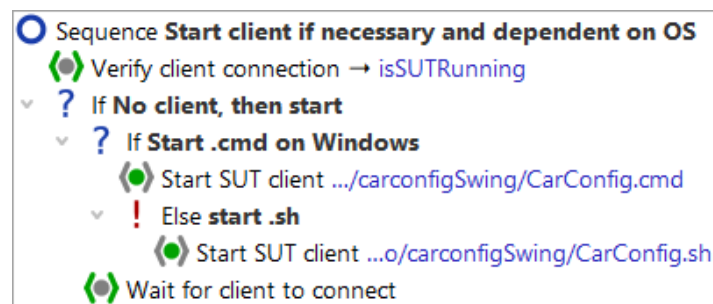 Sequence Start client if necessary and dependent on OS
Verify client connection → isSUTRunning
? If No client, then start
? If Start .cmd on Windows
Start SUT client .../carconfigSwing/CarConfig.cmd
! Else start .sh
Start SUT client ...o/carconfigSwing/CarConfig.sh
Wait for client to connect